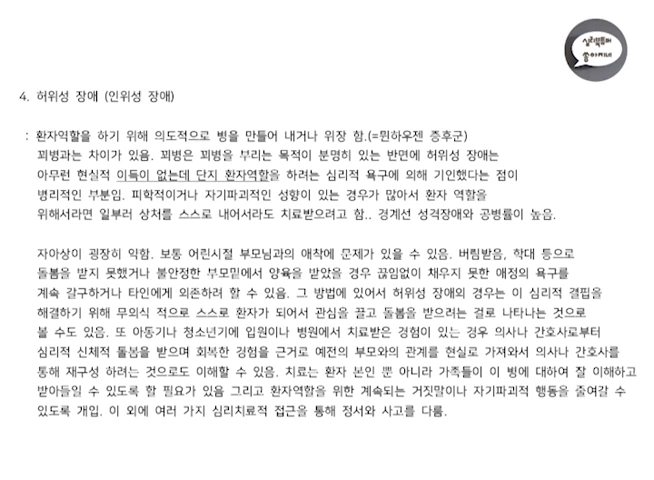 심리북튜버
쏭아지네
4. 허위성 장애 (인위성 장애)
: 환자역할을 하기 위해 의도적으로 병을 만들어 내거나 위장 함.(=뮌하우젠 증후군)
꾀병과는 차이가 있음. 꾀병은 꾀병을 부리는 목적이 분명히 있는 반면에 허위성 장애는
아무런 현실적 이득이 없는데 단지 환자역할을 하려는 심리적 욕구에 의해 기인했다는 점이
병리적인 부분임. 피학적이거나 자기파괴적인 성향이 있는 경우가 많아서 환자 역할을
위해서라면 일부러 상처를 스스로 내어서라도 치료받으려고 함.. 경계선 성격장애와 공병률이 높음.
자아상이 굉장히 약함. 보통 어린시절 부모님과의 애착에 문제가 있을 수 있음. 버림받음, 학대 등으로
돌봄을 받지 못했거나 불안정한 부모밑에서 양육을 받았을 경우 끊임없이 채우지 못한 애정의 욕구를
계속 갈구하거나 타인에게 의존하려 할 수 있음. 그 방법에 있어서 허위성 장애의 경우는 이 심리적 결핍을
해결하기 위해 무의식 적으로 스스로 환자가 되어서 관심을 끌고 돌봄을 받으려는 걸로 나타나는 것으로
볼 수도 있음. 또 아동기나 청소년기에 입원이나 병원에서 치료받은 경험이 있는 경우 의사나 간호사로부터
심리적 신체적 돌봄을 받으며 회복한 경험을 근거로 예전의 부모와의 관계를 현실로 가져와서 의사나 간호사를
통해 재구성 하려는 것으로도 이해할 수 있음. 치료는 환자 본인 뿐 아니라 가족들이 이 병에 대하여 잘 이해하고
받아들일 수 있도록 할 필요가 있음 그리고 환자역할을 위한 계속되는 거짓말이나 자기파괴적 행동을 줄여갈 수
있도록 개입. 이 외에 여러 가지 심리치료적 접근을 통해 정서와 사고를 다룸.